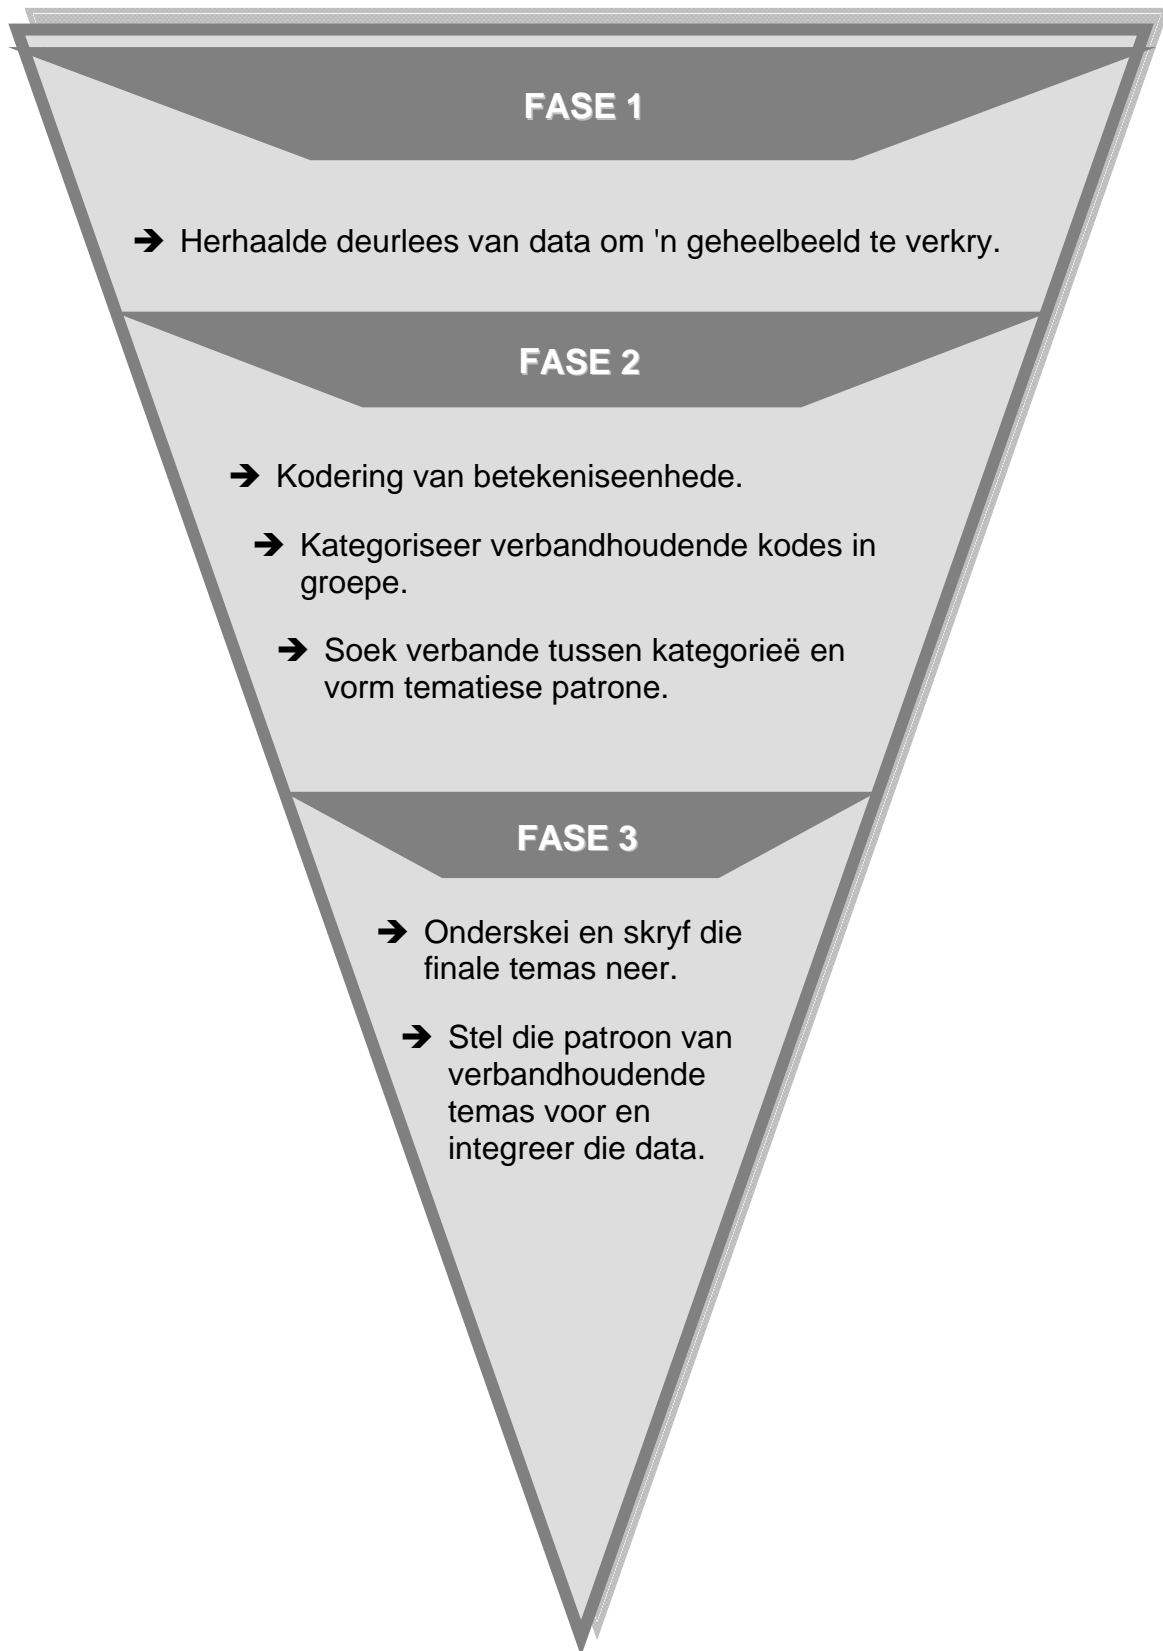 FASE 1
➔ Herhaalde deurlees van data om 'n geheelbeeld te verkry.
FASE 2
➔ Kodering van betekeniseenhede.
➔ Kategoriseer verbandhoudende kodes in
groepe.
➔ Soek verbande tussen kategorieë en
vorm tematiese patrone.
FASE 3
➔ Onderskei en skryf die
finale temas neer.
➔ Stel die patroon van
verbandhoudende
temas voor en
integreer die data.